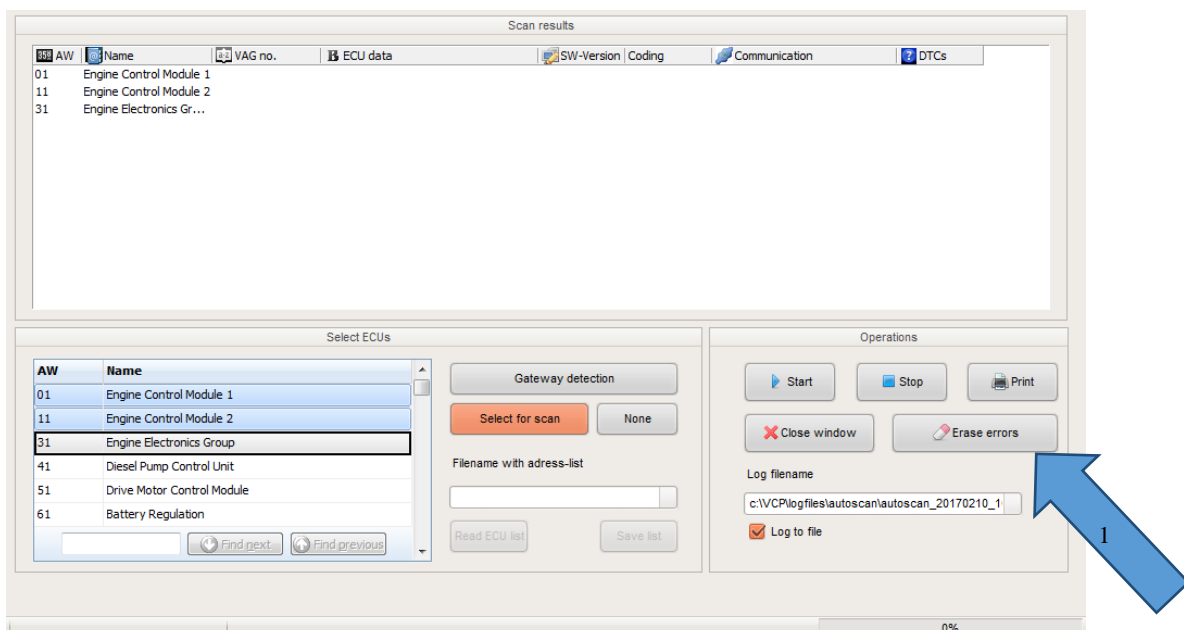 Scan results
AW Name VAG no. ECU data SW-Version Coding Communication DTCs
01 Engine Control Module 1
11 Engine Control Module 2
31 Engine Electronics Gr...
Select ECUs
AW Name
01 Engine Control Module 1
11 Engine Control Module 2
31 Engine Electronics Group
41 Diesel Pump Control Unit
51 Drive Motor Control Module
61 Battery Regulation
Find next Find previous
Gateway detection
Select for scan None
Filename with adress-list
Read ECU list Save list
Operations
Start Stop Print
Close window Erase errors
Log filename
c:\VCP\logfiles\autoscan\autoscan_20170210_1
Log to file
1
0%